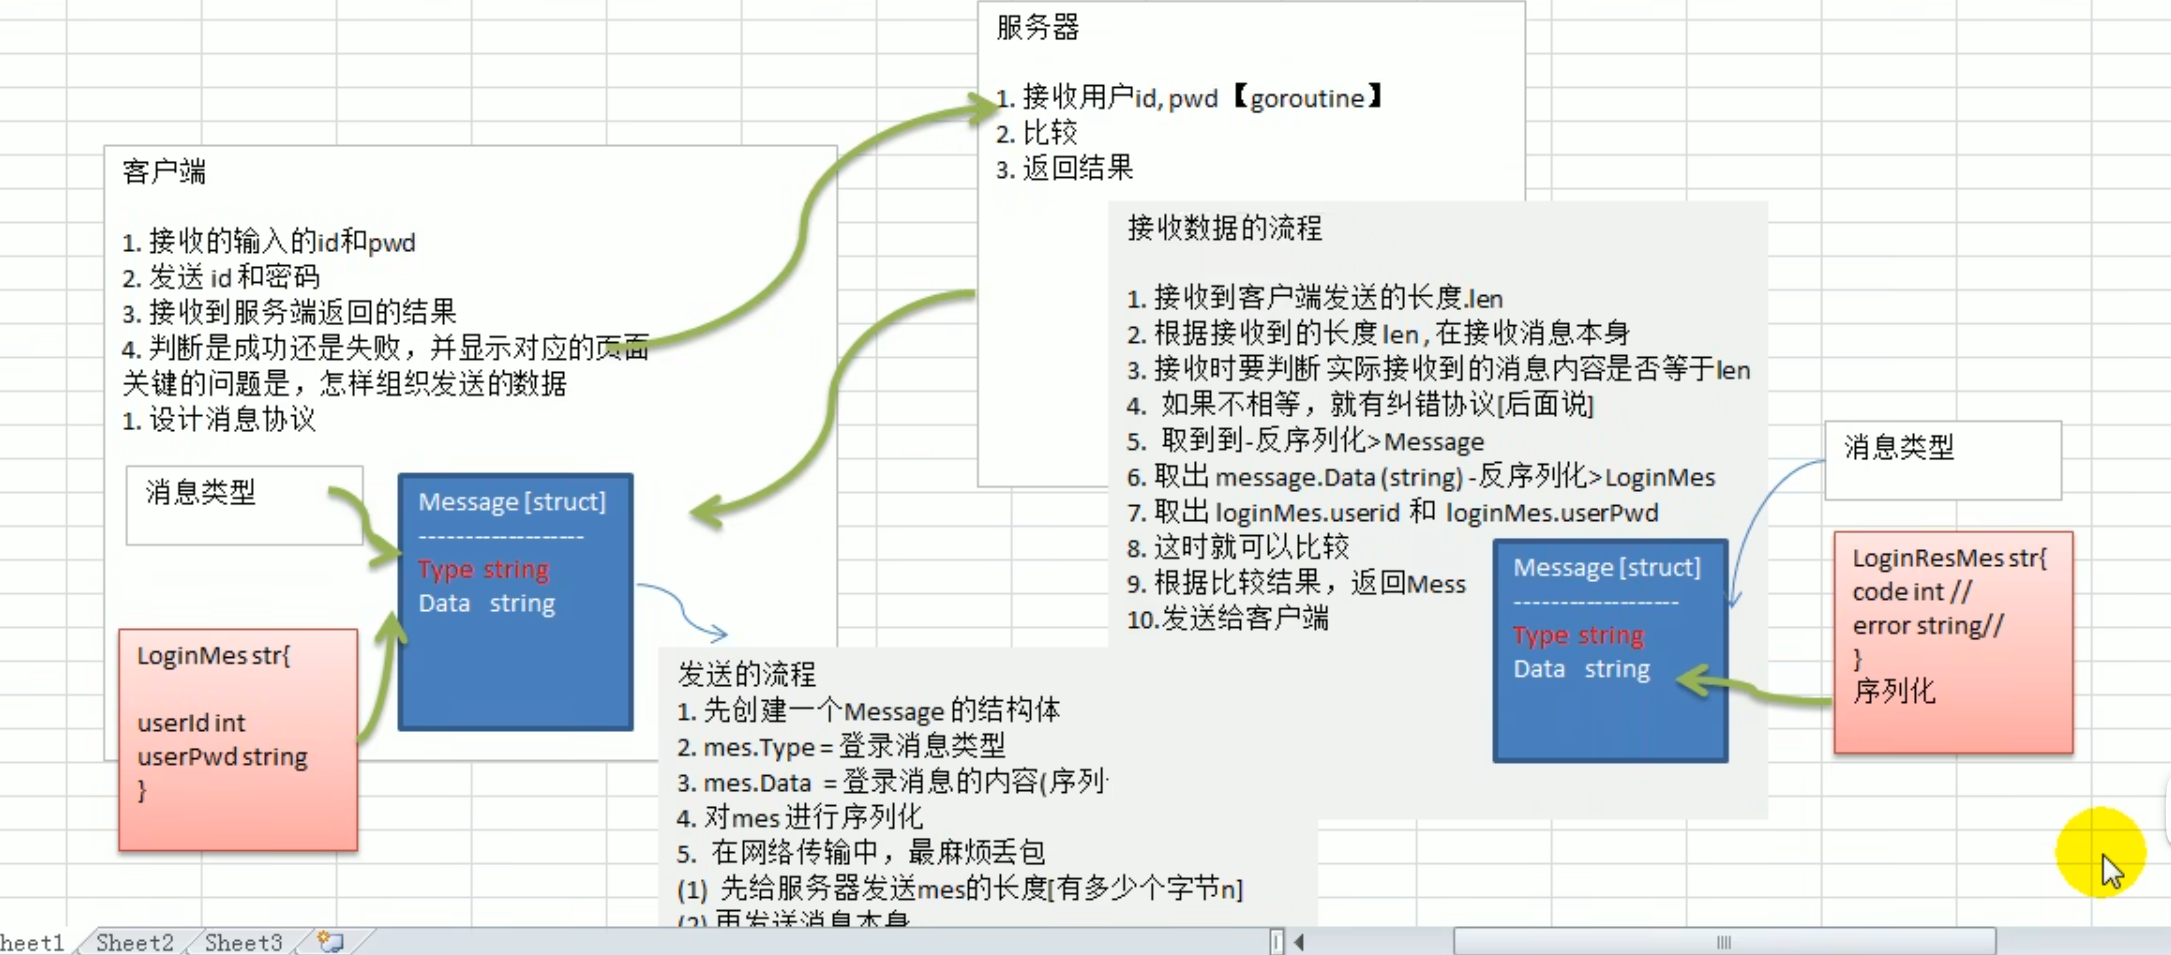 服务器
1. 接收用户id, pwd【goroutine】
2. 比较
3. 返回结果
客户端
1. 接收的输入的id和pwd
2. 发送 id 和密码
3. 接收到服务端返回的结果
4. 判断是成功还是失败，并显示对应的页面
关键的问题是，怎样组织发送的数据
1. 设计消息协议
消息类型
Message [struct]
------------------
Type string
Data string
LoginMes str{
userId int
userPwd string
}
接收数据的流程
1. 接收到客户端发送的长度.len
2. 根据接收到的长度 len , 在接收消息本身
3. 接收时要判断 实际接收到的消息内容是否等于len
4. 如果不相等，就有纠错协议[后面说]
5. 取到到-反序列化>Message
6. 取出 message.Data (string) -反序列化>LoginMes
7. 取出 loginMes.userid 和 loginMes.userPwd
8. 这时就可以比较
9. 根据比较结果，返回Mess
10.发送给客户端
消息类型
Message [struct]
------------------
Type string
Data string
LoginResMes str{
code int //
error string//
}
序列化
发送的流程
1. 先创建一个Message 的结构体
2. mes.Type = 登录消息类型
3. mes.Data = 登录消息的内容(序列
4. 对mes 进行序列化
5. 在网络传输中，最麻烦丢包
(1) 先给服务器发送mes的长度[有多少个字节n]
(2) 再发送消息本身
heet1 Sheet2 Sheet3